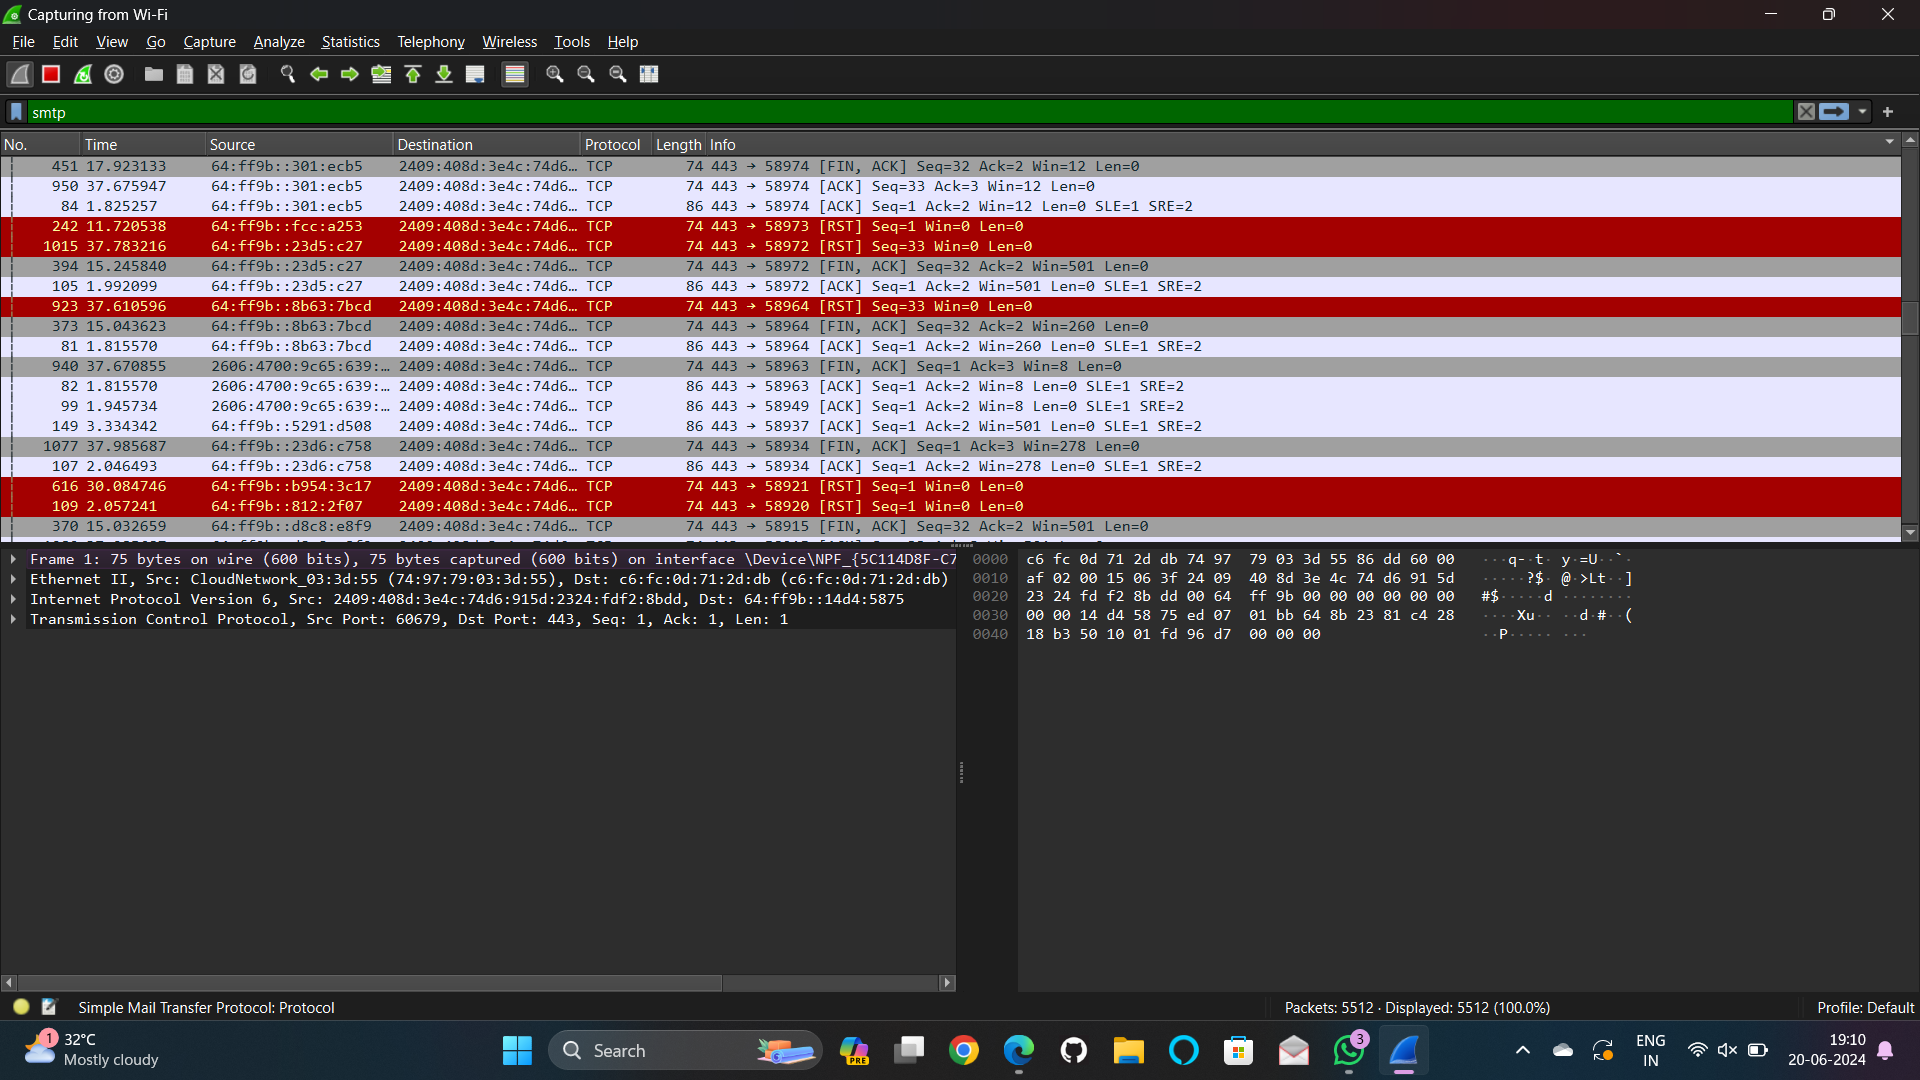 Capturing from Wi-Fi
File Edit View Go Capture Analyze Statistics Telephony Wireless Tools Help
smtp
No. Time Source Destination Protocol Length Info
451 17.923133 64:ff9b::301:ecb5 2409:408d:3e4c:74d6… TCP 74 443 → 58974 [FIN, ACK] Seq=32 Ack=2 Win=12 Len=0
950 37.675947 64:ff9b::301:ecb5 2409:408d:3e4c:74d6… TCP 74 443 → 58974 [ACK] Seq=33 Ack=3 Win=12 Len=0
84 1.825257 64:ff9b::301:ecb5 2409:408d:3e4c:74d6… TCP 86 443 → 58974 [ACK] Seq=1 Ack=2 Win=12 Len=0 SLE=1 SRE=2
242 11.720538 64:ff9b::fcc:a253 2409:408d:3e4c:74d6… TCP 74 443 → 58973 [RST] Seq=1 Win=0 Len=0
1015 37.783216 64:ff9b::23d5:c27 2409:408d:3e4c:74d6… TCP 74 443 → 58972 [RST] Seq=33 Win=0 Len=0
394 15.245840 64:ff9b::23d5:c27 2409:408d:3e4c:74d6… TCP 74 443 → 58972 [FIN, ACK] Seq=32 Ack=2 Win=501 Len=0
105 1.992099 64:ff9b::23d5:c27 2409:408d:3e4c:74d6… TCP 86 443 → 58972 [ACK] Seq=1 Ack=2 Win=501 Len=0 SLE=1 SRE=2
923 37.610596 64:ff9b::8b63:7bcd 2409:408d:3e4c:74d6… TCP 74 443 → 58964 [RST] Seq=33 Win=0 Len=0
373 15.043623 64:ff9b::8b63:7bcd 2409:408d:3e4c:74d6… TCP 74 443 → 58964 [FIN, ACK] Seq=32 Ack=2 Win=260 Len=0
81 1.815570 64:ff9b::8b63:7bcd 2409:408d:3e4c:74d6… TCP 86 443 → 58964 [ACK] Seq=1 Ack=2 Win=260 Len=0 SLE=1 SRE=2
940 37.670855 2606:4700:9c65:639:… 2409:408d:3e4c:74d6… TCP 74 443 → 58963 [FIN, ACK] Seq=1 Ack=3 Win=8 Len=0
82 1.815570 2606:4700:9c65:639:… 2409:408d:3e4c:74d6… TCP 86 443 → 58963 [ACK] Seq=1 Ack=2 Win=8 Len=0 SLE=1 SRE=2
99 1.945734 2606:4700:9c65:639:… 2409:408d:3e4c:74d6… TCP 86 443 → 58949 [ACK] Seq=1 Ack=2 Win=8 Len=0 SLE=1 SRE=2
149 3.334342 64:ff9b::5291:d508 2409:408d:3e4c:74d6… TCP 86 443 → 58937 [ACK] Seq=1 Ack=2 Win=501 Len=0 SLE=1 SRE=2
1077 37.985687 64:ff9b::23d6:c758 2409:408d:3e4c:74d6… TCP 74 443 → 58934 [FIN, ACK] Seq=1 Ack=3 Win=278 Len=0
107 2.046493 64:ff9b::23d6:c758 2409:408d:3e4c:74d6… TCP 86 443 → 58934 [ACK] Seq=1 Ack=2 Win=278 Len=0 SLE=1 SRE=2
616 30.084746 64:ff9b::b954:3c17 2409:408d:3e4c:74d6… TCP 74 443 → 58921 [RST] Seq=1 Win=0 Len=0
109 2.057241 64:ff9b::812:2f07 2409:408d:3e4c:74d6… TCP 74 443 → 58920 [RST] Seq=1 Win=0 Len=0
370 15.032659 64:ff9b::d8c8:e8f9 2409:408d:3e4c:74d6… TCP 74 443 → 58915 [FIN, ACK] Seq=32 Ack=2 Win=501 Len=0
Frame 1: 75 bytes on wire (600 bits), 75 bytes captured (600 bits) on interface \Device\NPF_{5C114D8F-C7
Ethernet II, Src: CloudNetwork_03:3d:55 (74:97:79:03:3d:55), Dst: c6:fc:0d:71:2d:db (c6:fc:0d:71:2d:db)
Internet Protocol Version 6, Src: 2409:408d:3e4c:74d6:915d:2324:fdf2:8bdd, Dst: 64:ff9b::14d4:5875
Transmission Control Protocol, Src Port: 60679, Dst Port: 443, Seq: 1, Ack: 1, Len: 1
0000 c6 fc 0d 71 2d db 74 97 79 03 3d 55 86 dd 60 00 ···q-·t· y·=U··`·
0010 af 02 00 15 06 3f 24 09 40 8d 3e 4c 74 d6 91 5d ·····?$· @·>Lt··]
0020 23 24 fd f2 8b dd 00 64 ff 9b 00 00 00 00 00 00 #$·····d ········
0030 00 00 14 d4 58 75 ed 07 01 bb 64 8b 23 81 c4 28 ····Xu·· ··d·#··(
0040 18 b3 50 10 01 fd 96 d7 00 00 00 ··P····· ···
Simple Mail Transfer Protocol: Protocol
Packets: 5512 · Displayed: 5512 (100.0%)
Profile: Default
1
32°C
Mostly cloudy
Search
PRE
3
ENG
IN
19:10
20-06-2024